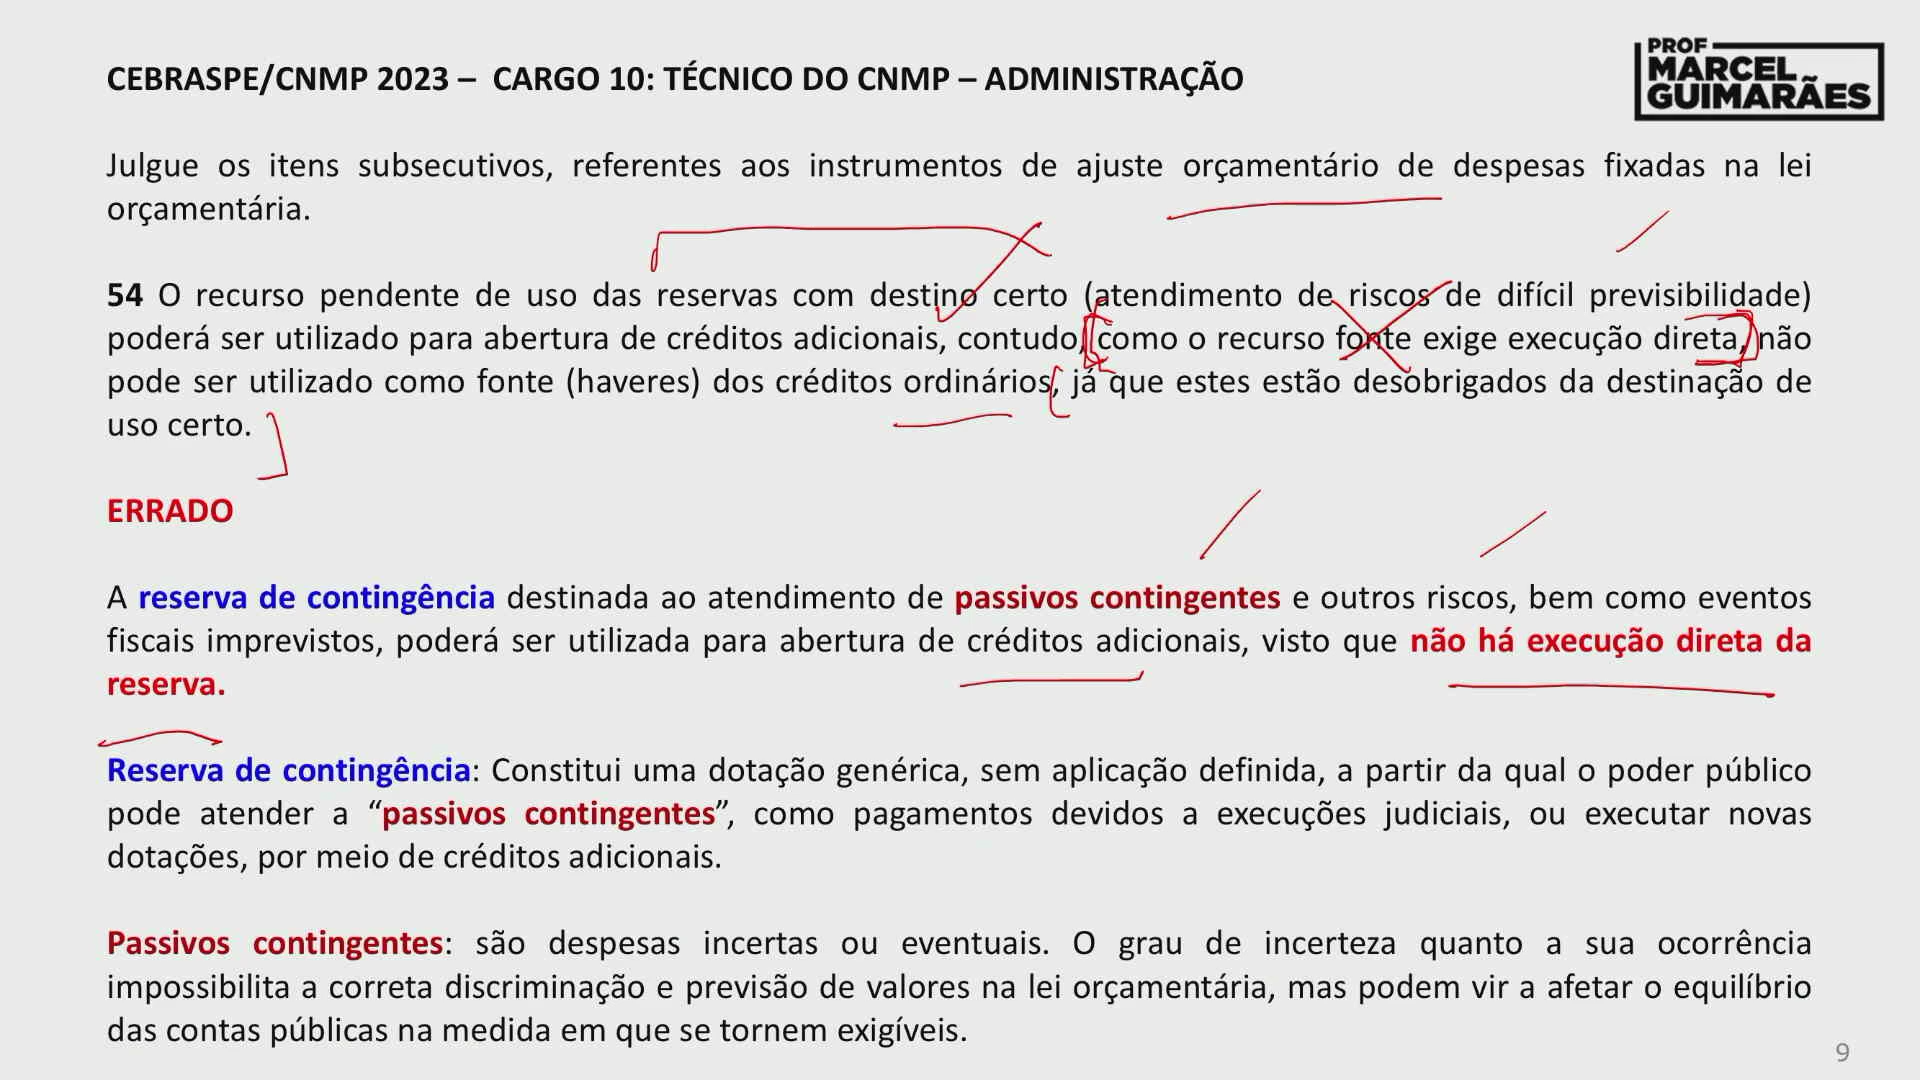 CEBRASPE/CNMP 2023 – CARGO 10: TÉCNICO DO CNMP – ADMINISTRAÇÃO
PROF
MARCEL
GUIMARÃES
Julgue os itens subsecutivos, referentes aos instrumentos de ajuste orçamentário de despesas fixadas na lei
orçamentária.
54 O recurso pendente de uso das reservas com destino certo (atendimento de riscos de difícil previsibilidade)
poderá ser utilizado para abertura de créditos adicionais, contudo, como o recurso fonte exige execução direta, não
pode ser utilizado como fonte (haveres) dos créditos ordinários, já que estes estão desobrigados da destinação de
uso certo.
ERRADO
A reserva de contingência destinada ao atendimento de passivos contingentes e outros riscos, bem como eventos
fiscais imprevistos, poderá ser utilizada para abertura de créditos adicionais, visto que não há execução direta da
reserva.
Reserva de contingência: Constitui uma dotação genérica, sem aplicação definida, a partir da qual o poder público
pode atender a “passivos contingentes”, como pagamentos devidos a execuções judiciais, ou executar novas
dotações, por meio de créditos adicionais.
Passivos contingentes: são despesas incertas ou eventuais. O grau de incerteza quanto a sua ocorrência
impossibilita a correta discriminação e previsão de valores na lei orçamentária, mas podem vir a afetar o equilíbrio
das contas públicas na medida em que se tornem exigíveis.
9